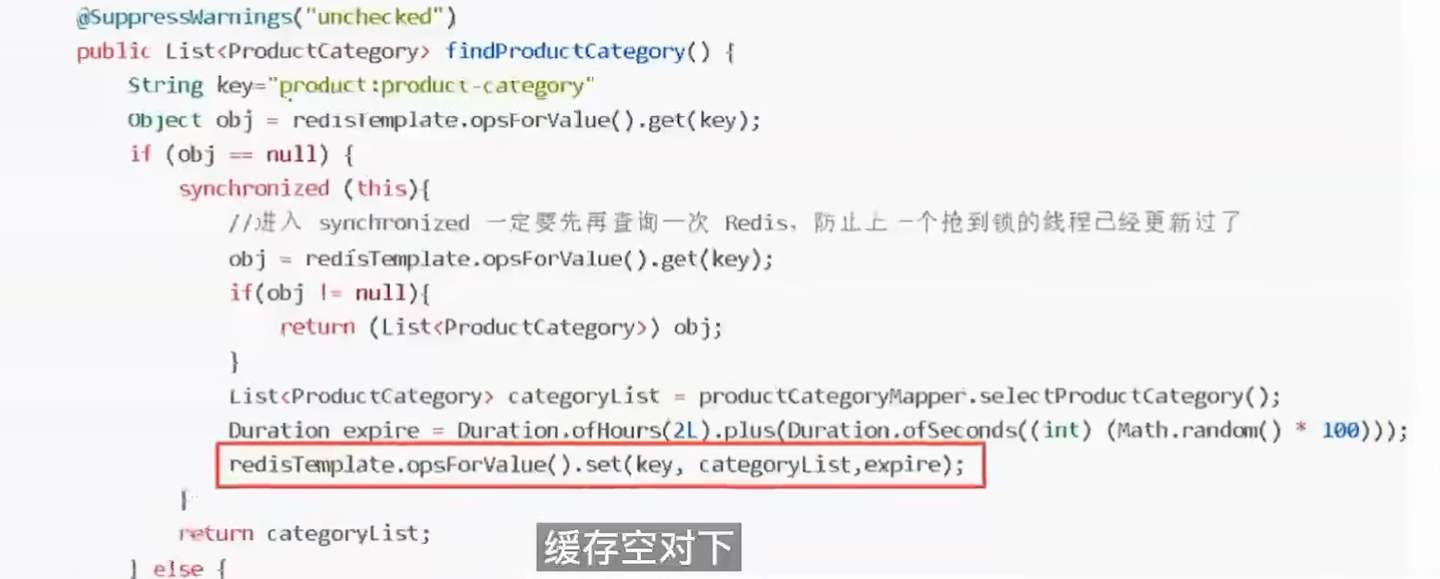 @SuppressWarnings("unchecked")
public List<ProductCategory> findProductCategory() {
String key="product:product-category"
Object obj = redisTemplate.opsForValue().get(key);
if (obj == null) {
synchronized (this){
//进入 synchronized 一定要先再查询一次 Redis，防止上一个抢到锁的线程已经更新过了
obj = redisTemplate.opsForValue().get(key);
if(obj != null){
return (List<ProductCategory>) obj;
}
List<ProductCategory> categoryList = productCategoryMapper.selectProductCategory();
Duration expire = Duration.ofHours(2L).plus(Duration.ofSeconds((int) (Math.random() * 100)));
redisTemplate.opsForValue().set(key, categoryList,expire);
}
return categoryList;
} else {
缓存空对下